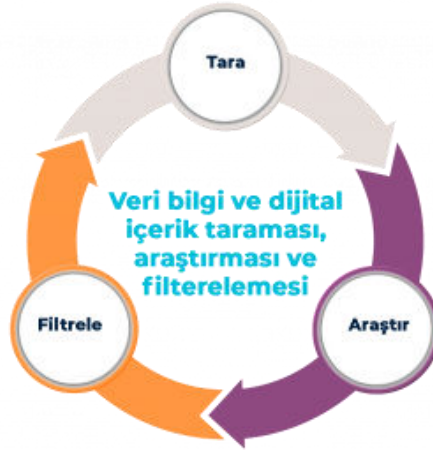 Tara
Veri bilgi ve dijital
içerik taraması,
araştırması ve
filterelemesi
Filtrele
Araştır